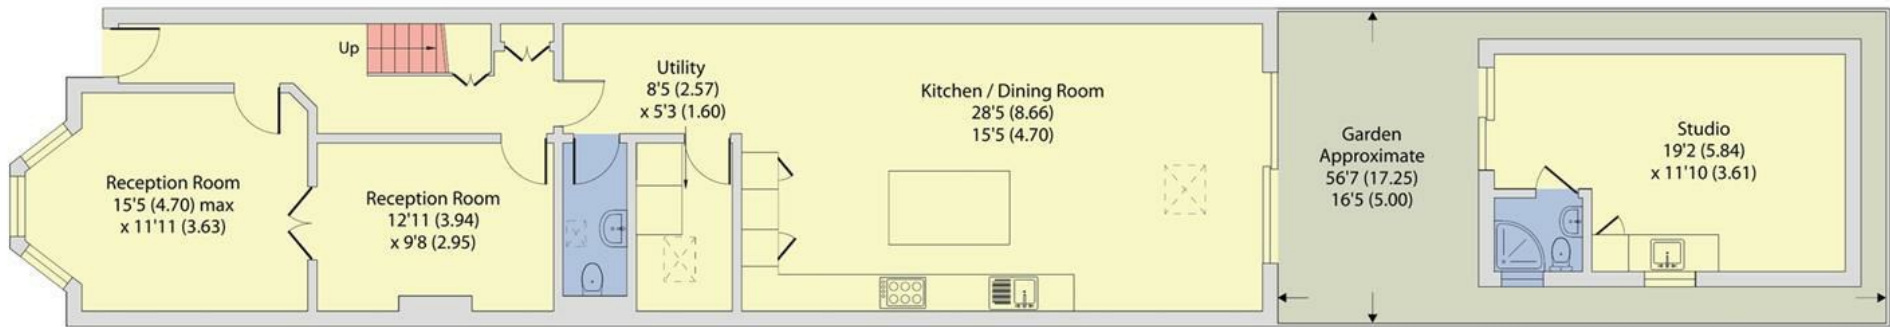 Up
Utility
8'5 (2.57)
x 5'3 (1.60)
Kitchen / Dining Room
28'5 (8.66)
15'5 (4.70)
Reception Room
15'5 (4.70) max
x 11'11 (3.63)
Reception Room
12'11 (3.94)
x 9'8 (2.95)
Garden
Approximate
56'7 (17.25)
16'5 (5.00)
Studio
19'2 (5.84)
x 11'10 (3.61)